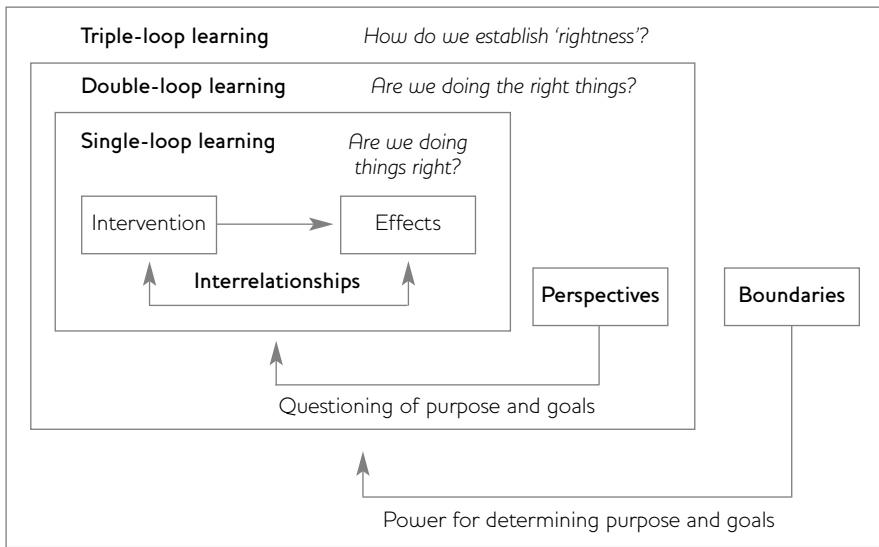 Triple-loop learning How do we establish ‘rightness’?
Double-loop learning Are we doing the right things?
Single-loop learning Are we doing
things right?
Intervention Effects
Interrelationships
Perspectives Boundaries
Questioning of purpose and goals
Power for determining purpose and goals